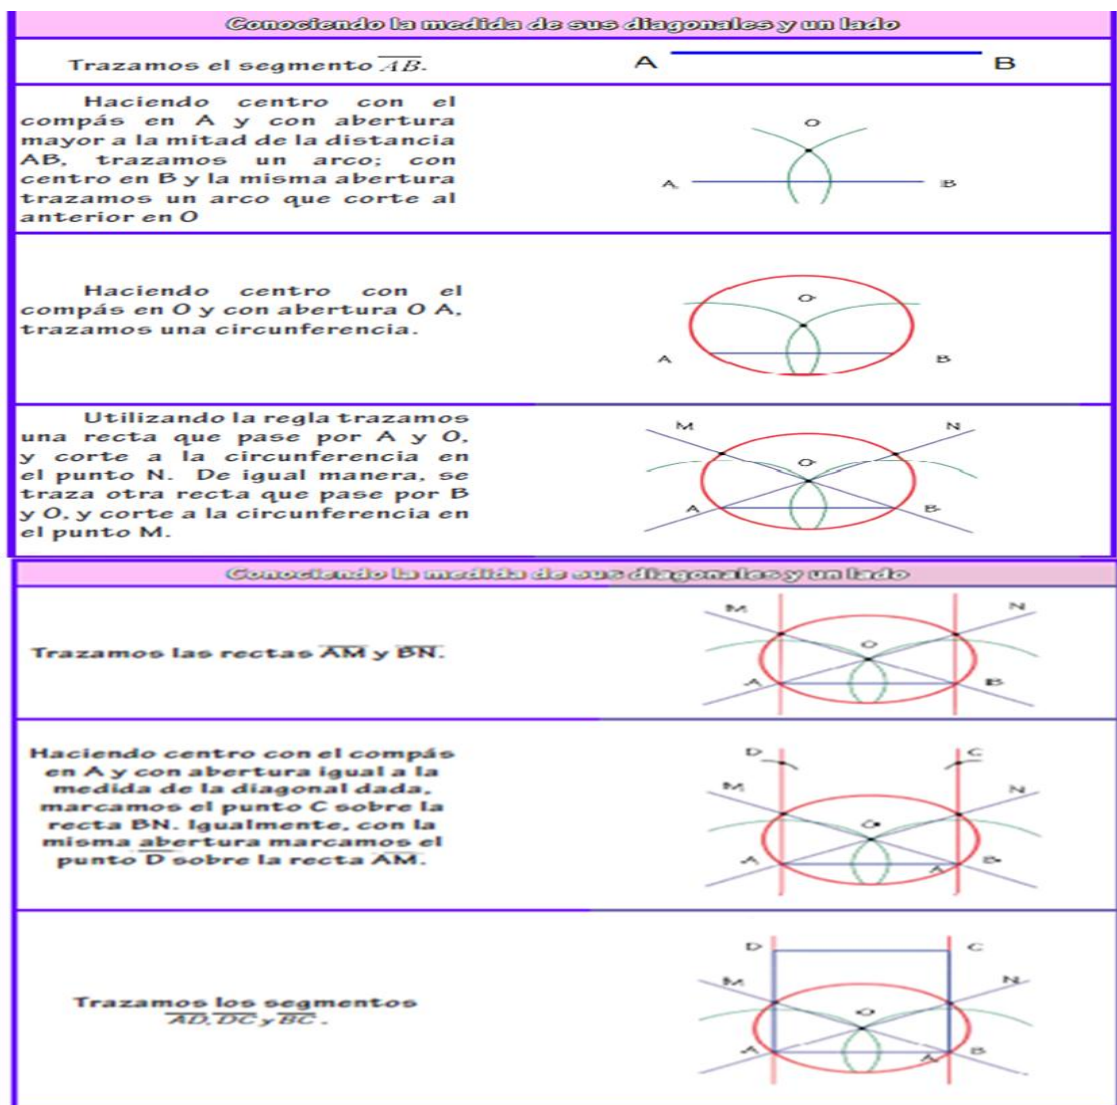 Conociendo la medida de sus diagonales y un lado
Trazamos el segmento AB.
A B
Haciendo centro con el
compás en A y con abertura
mayor a la mitad de la distancia
AB, trazamos un arco; con
centro en B y la misma abertura
trazamos un arco que corte al
anterior en O
O
A B
Haciendo centro con el
compás en O y con abertura O A,
trazamos una circunferencia.
O
A B
Utilizando la regla trazamos
una recta que pase por A y O,
y corte a la circunferencia en
el punto N. De igual manera, se
traza otra recta que pase por B
y O, y corte a la circunferencia en
el punto M.
M N
O
A B
Conociendo la medida de sus diagonales y un lado
Trazamos las rectas AM y BN.
M N
O
A B
Haciendo centro con el compás
en A y con abertura igual a la
medida de la diagonal dada,
marcamos el punto C sobre la
recta BN. Igualmente, con la
misma abertura marcamos el
punto D sobre la recta AM.
D C
M N
O
A A B
Trazamos los segmentos
AD, DC y BC .
D C
M N
O
A A B